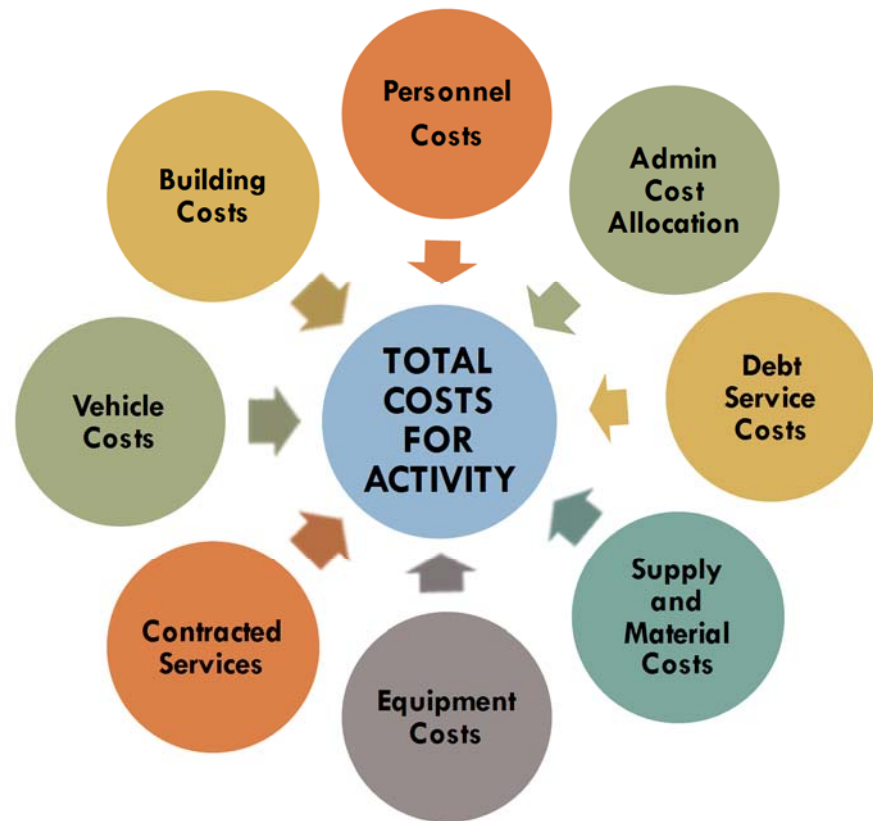 Personnel
Costs
Admin
Cost
Allocation
Debt
Service
Costs
Supply
and
Material
Costs
Equipment
Costs
Contracted
Services
Vehicle
Costs
Building
Costs
TOTAL
COSTS
FOR
ACTIVITY